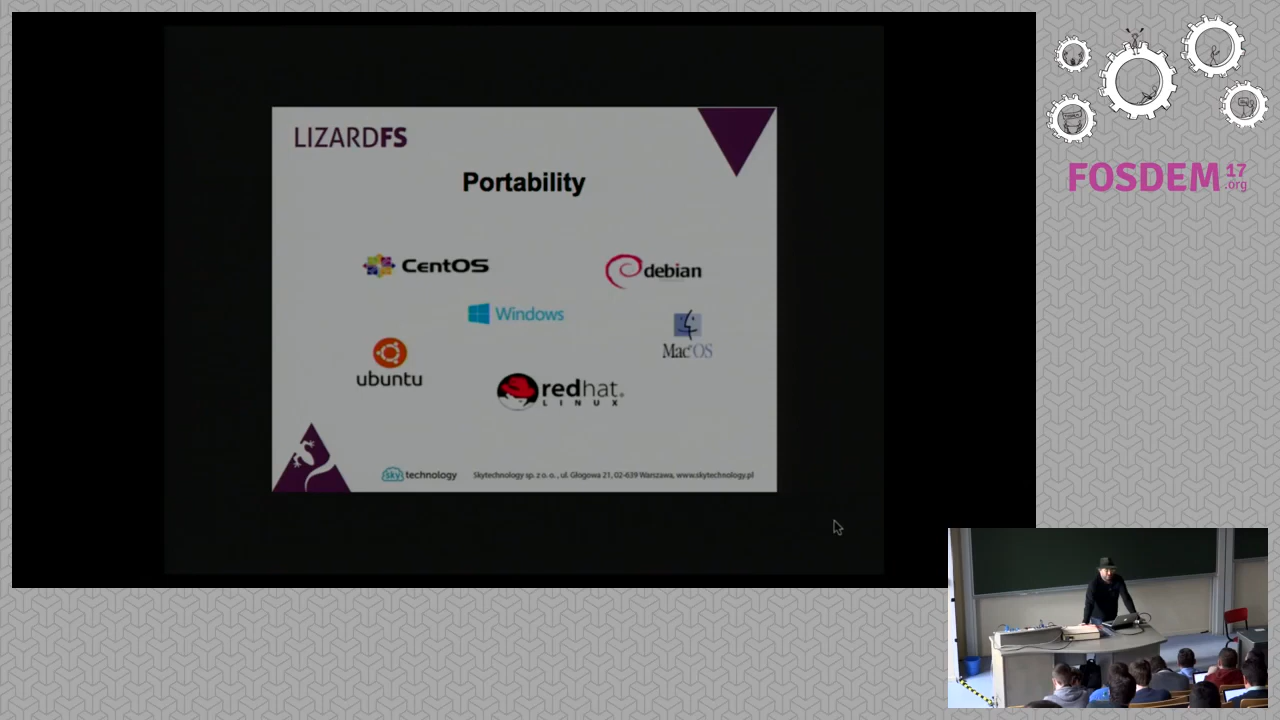 LIZARDFS
Portability
CentOS
debian
Windows
Mac OS
ubuntu
redhat
LINUX
sky technology Skytechnology sp. z o. o., ul. Głogowa 21, 02-639 Warszawa, www.skytechnology.pl
FOSDEM 17
.org